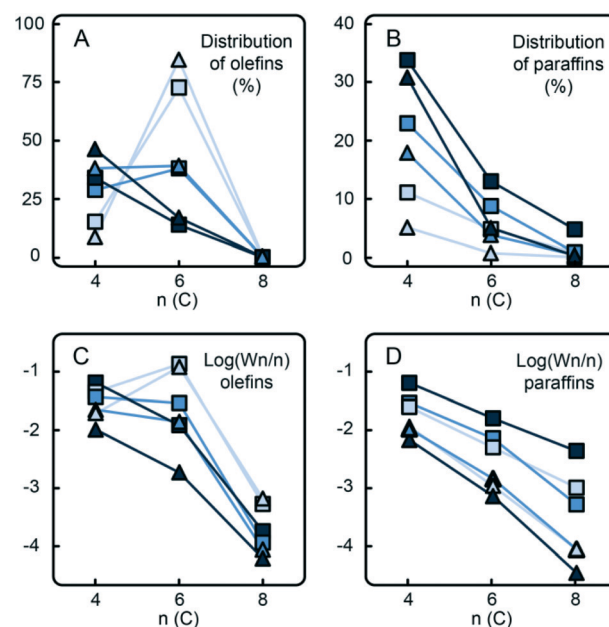 A
Distribution
of olefins
(%)
100
75
50
25
0
4 6 8
n (C)
B
Distribution
of paraffins
(%)
40
30
20
10
0
4 6 8
n (C)
C
Log(Wn/n)
olefins
-1
-2
-3
-4
4 6 8
n (C)
D
Log(Wn/n)
paraffins
-1
-2
-3
-4
4 6 8
n (C)